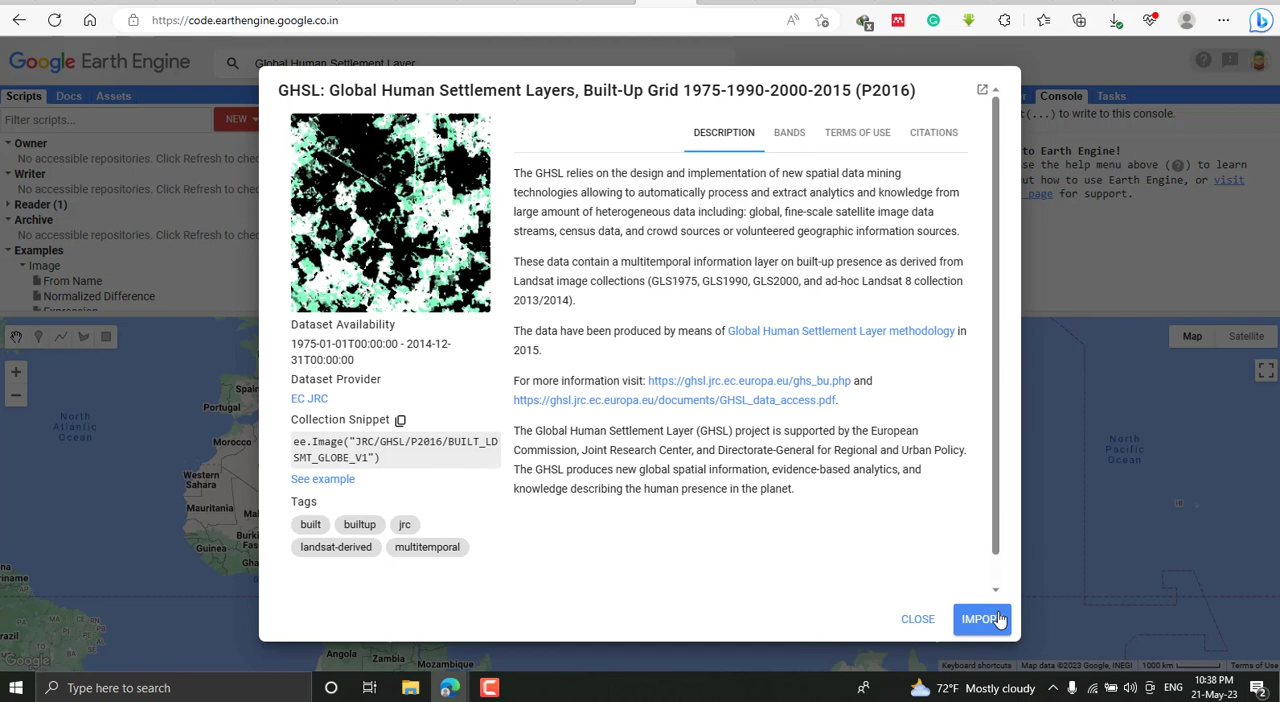 https://code.earthengine.google.co.in
Google Earth Engine
Global Human Settlement Layer
Scripts Docs Assets
Console Tasks
Filter scripts...
NEW
Owner
No accessible repositories. Click Refresh to chec
Writer
No accessible repositories. Click Refresh to chec
Reader (1)
Archive
No accessible repositories. Click Refresh to chec
Examples
Image
From Name
Normalized Difference
Expression
t(...) to write to this console.
to Earth Engine!
use the help menu above (?) to learn
out how to use Earth Engine, or visit
page for support.
GHSL: Global Human Settlement Layers, Built-Up Grid 1975-1990-2000-2015 (P2016)
DESCRIPTION BANDS TERMS OF USE CITATIONS
The GHSL relies on the design and implementation of new spatial data mining
technologies allowing to automatically process and extract analytics and knowledge from
large amount of heterogeneous data including: global, fine-scale satellite image data
streams, census data, and crowd sources or volunteered geographic information sources.
These data contain a multitemporal information layer on built-up presence as derived from
Landsat image collections (GLS1975, GLS1990, GLS2000, and ad-hoc Landsat 8 collection
2013/2014).
The data have been produced by means of Global Human Settlement Layer methodology in
2015.
For more information visit: https://ghsl.jrc.ec.europa.eu/ghs_bu.php and
https://ghsl.jrc.ec.europa.eu/documents/GHSL_data_access.pdf.
The Global Human Settlement Layer (GHSL) project is supported by the European
Commission, Joint Research Center, and Directorate-General for Regional and Urban Policy.
The GHSL produces new global spatial information, evidence-based analytics, and
knowledge describing the human presence in the planet.
Dataset Availability
1975-01-01T00:00:00 - 2014-12-
31T00:00:00
Dataset Provider
EC JRC
Collection Snippet
ee.Image("JRC/GHSL/P2016/BUILT_LD
SMT_GLOBE_V1")
See example
Tags
built builtup jrc
landsat-derived multitemporal
CLOSE IMPOR
Map Satellite
North
Atlantic
Ocean
Spain
Portugal
Morocco
Western
Sahara
Mauritania
Guinea
Burkina
Faso
Gha
Angola
Zambia
Mozambique
razil
North
Pacific
Ocean
Google
Keyboard shortcuts Map data ©2023 Google, INEGI 1000 km Terms of Use
Type here to search
72°F Mostly cloudy
ENG
10:38 PM
21-May-23
2